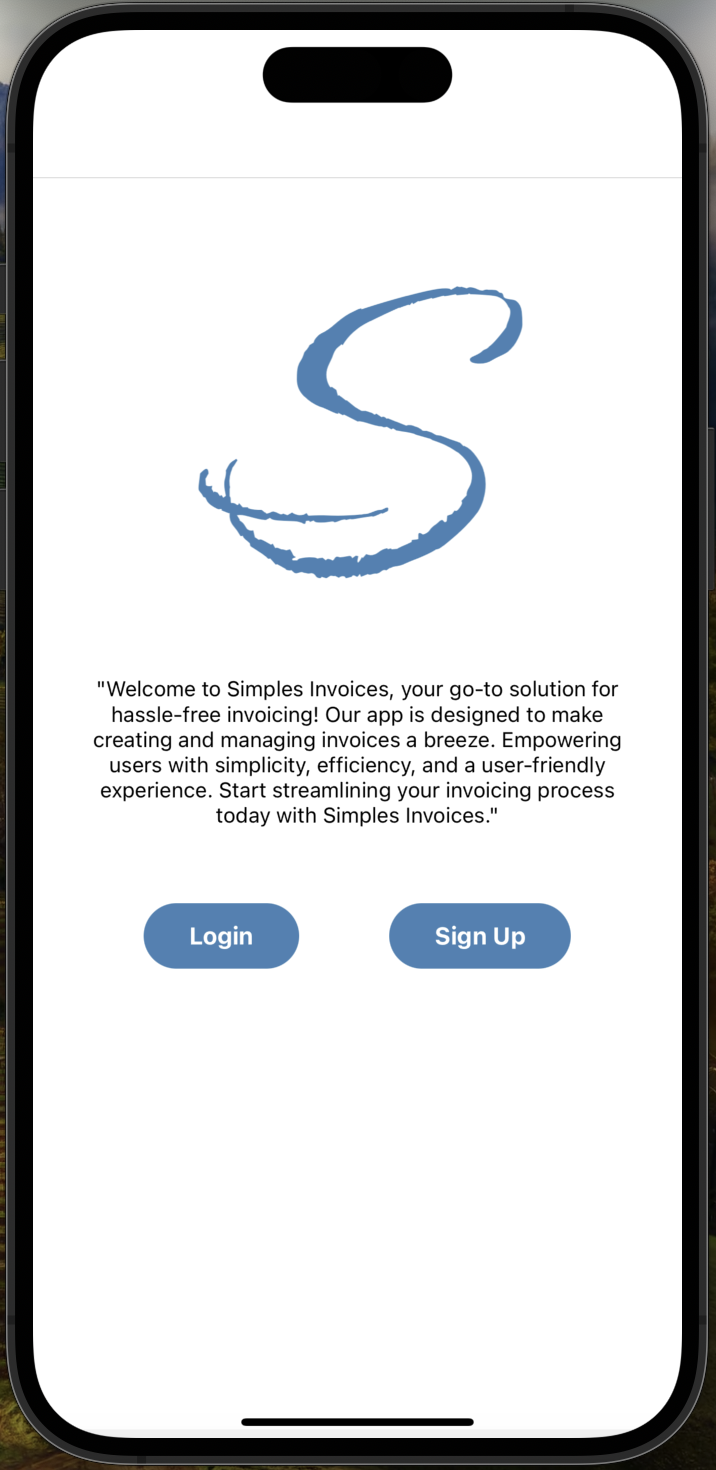 S
"Welcome to Simples Invoices, your go-to solution for
hassle-free invoicing! Our app is designed to make
creating and managing invoices a breeze. Empowering
users with simplicity, efficiency, and a user-friendly
experience. Start streamlining your invoicing process
today with Simples Invoices."
Login Sign Up